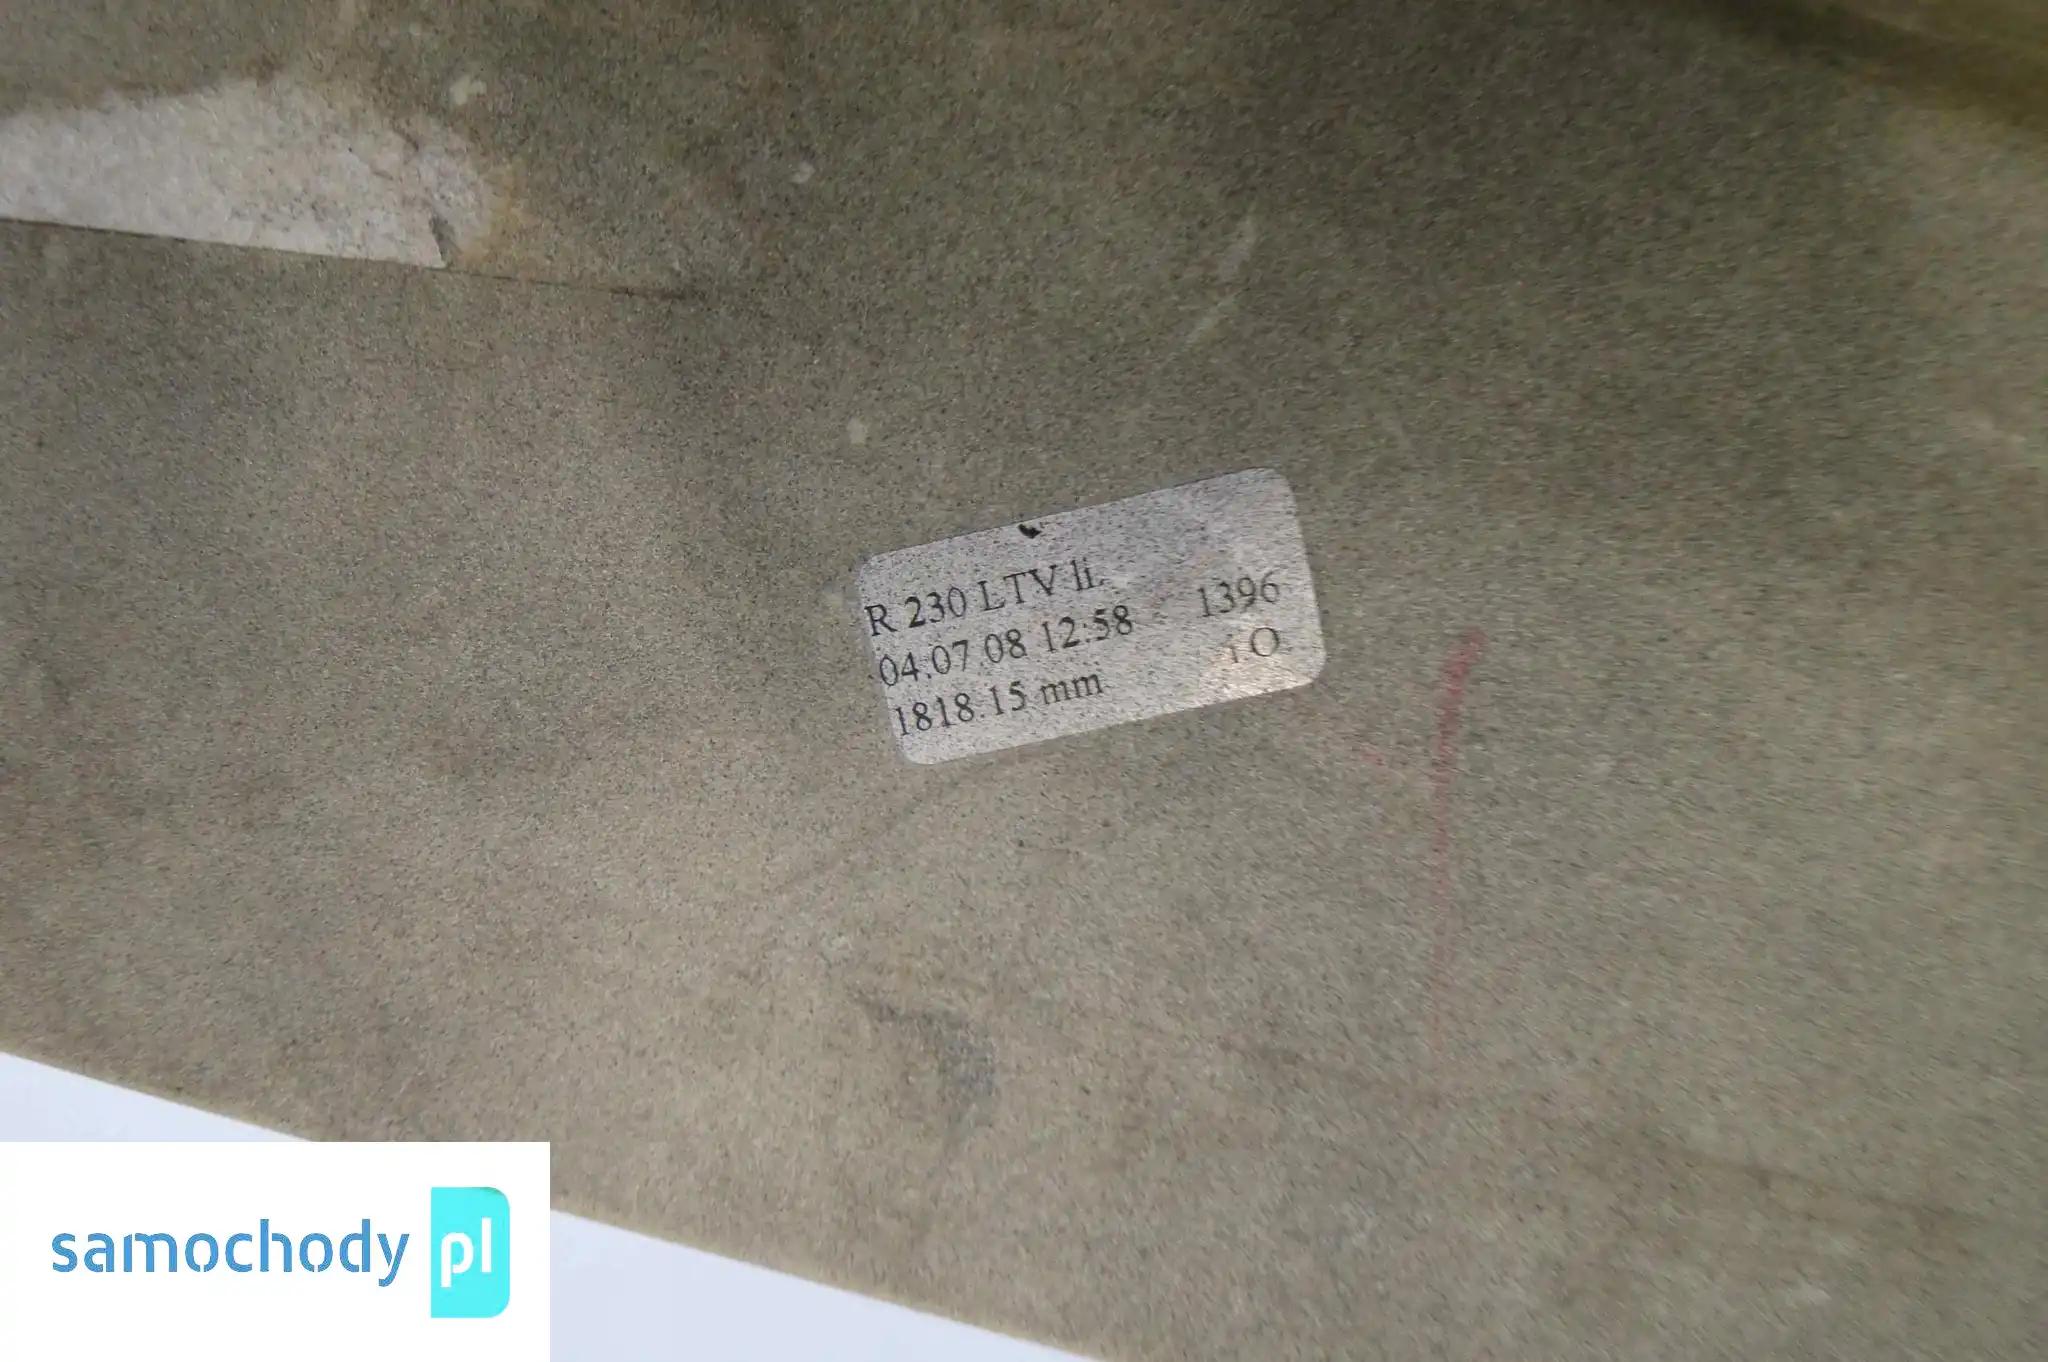 R 230 LTV li.
04.07.08 12:58 1396
1818.15 mm i O
samochody pl